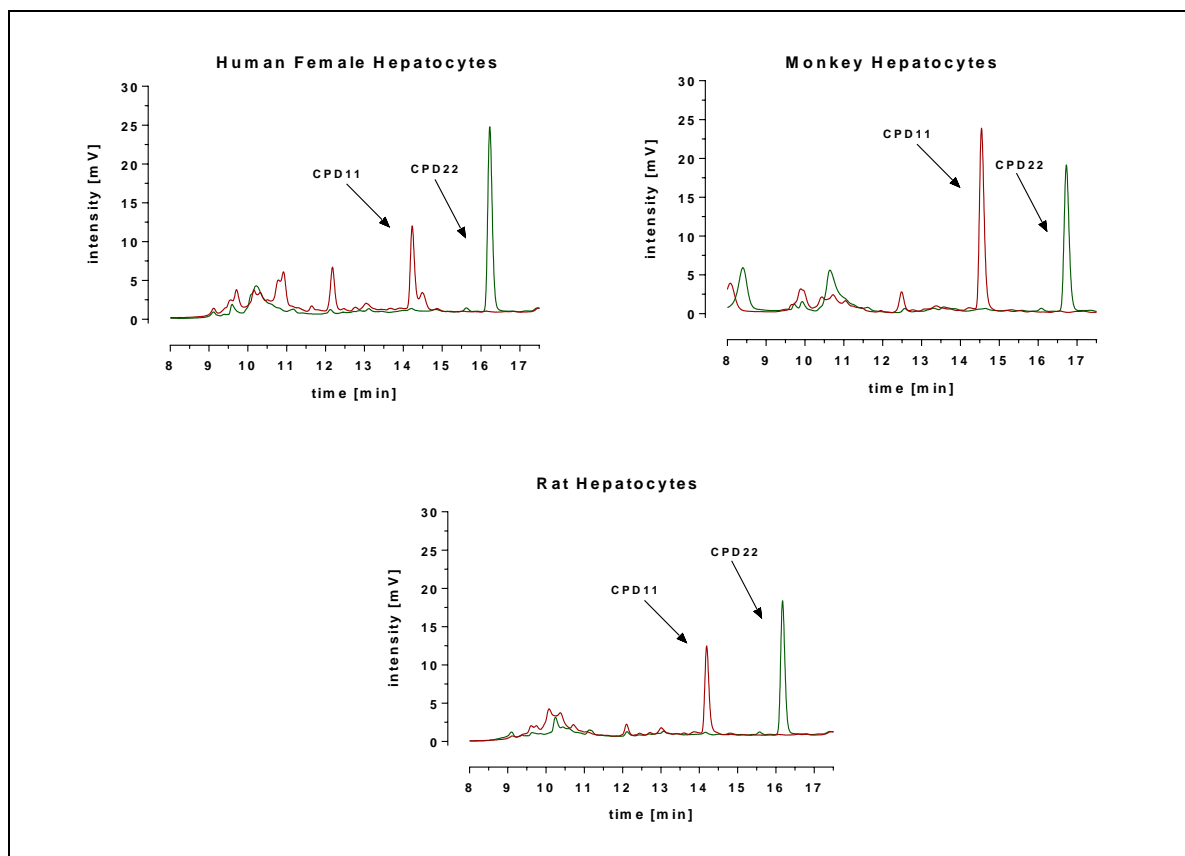 Human Female Hepatocytes
30
25
20
15
10
5
0
intensity [mV]
CPD11
CPD22
8 9 10 11 12 13 14 15 16 17
time [min]
Monkey Hepatocytes
30
25
20
15
10
5
0
intensity [mV]
CPD11
CPD22
8 9 10 11 12 13 14 15 16 17
time [min]
Rat Hepatocytes
30
25
20
15
10
5
0
intensity [mV]
CPD22
CPD11
8 9 10 11 12 13 14 15 16 17
time [min]